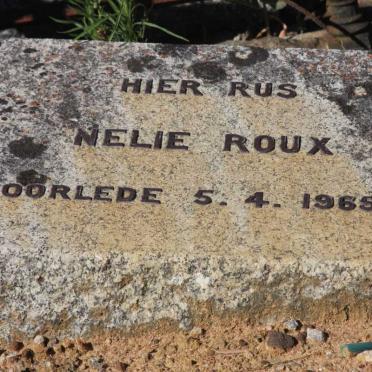 HIER RUS
NELIE ROUX
OORLEDE 5.4.1965